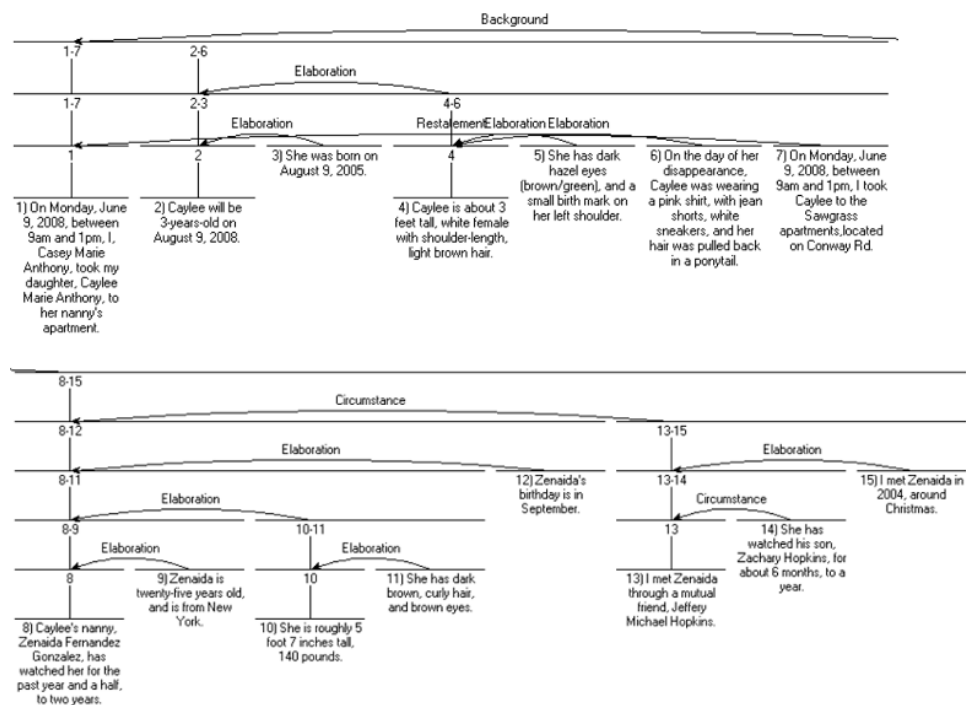 Background
1-7
2-6
Elaboration
1-7
2-3
4-6
Elaboration
Restatement
Elaboration
Elaboration
1
2
3) She was born on
August 9, 2005.
4
5) She has dark
hazel eyes
(brown/green), and a
small birth mark on
her left shoulder.
6) On the day of her
disappearance,
Caylee was wearing
a pink shirt, with jean
shorts, white
sneakers, and her
hair was pulled back
in a ponytail.
7) On Monday, June
9, 2008, between
9am and 1pm, I took
Caylee to the
Sawgrass
apartments,located
on Conway Rd.
1) On Monday, June
9, 2008, between
9am and 1pm, I,
Casey Marie
Anthony, took my
daughter, Caylee
Marie Anthony, to
her nanny's
apartment.
2) Caylee will be
3-years-old on
August 9, 2008.
4) Caylee is about 3
feet tall, white female
with shoulder-length,
light brown hair.
8-15
Circumstance
8-12
13-15
Elaboration
Elaboration
8-11
12) Zenaida's
birthday is in
September.
13-14
15) I met Zenaida in
2004, around
Christmas.
Elaboration
Circumstance
8-9
10-11
13
14) She has
watched his son,
Zachary Hopkins, for
about 6 months, to a
year.
Elaboration
Elaboration
8
9) Zenaida is
twenty-five years old,
and is from New
York.
10
11) She has dark
brown, curly hair,
and brown eyes.
13) I met Zenaida
through a mutual
friend, Jeffery
Michael Hopkins.
8) Caylee's nanny,
Zenaida Fernandez
Gonzalez, has
watched her for the
past year and a half,
to two years.
10) She is roughly 5
foot 7 inches tall,
140 pounds.